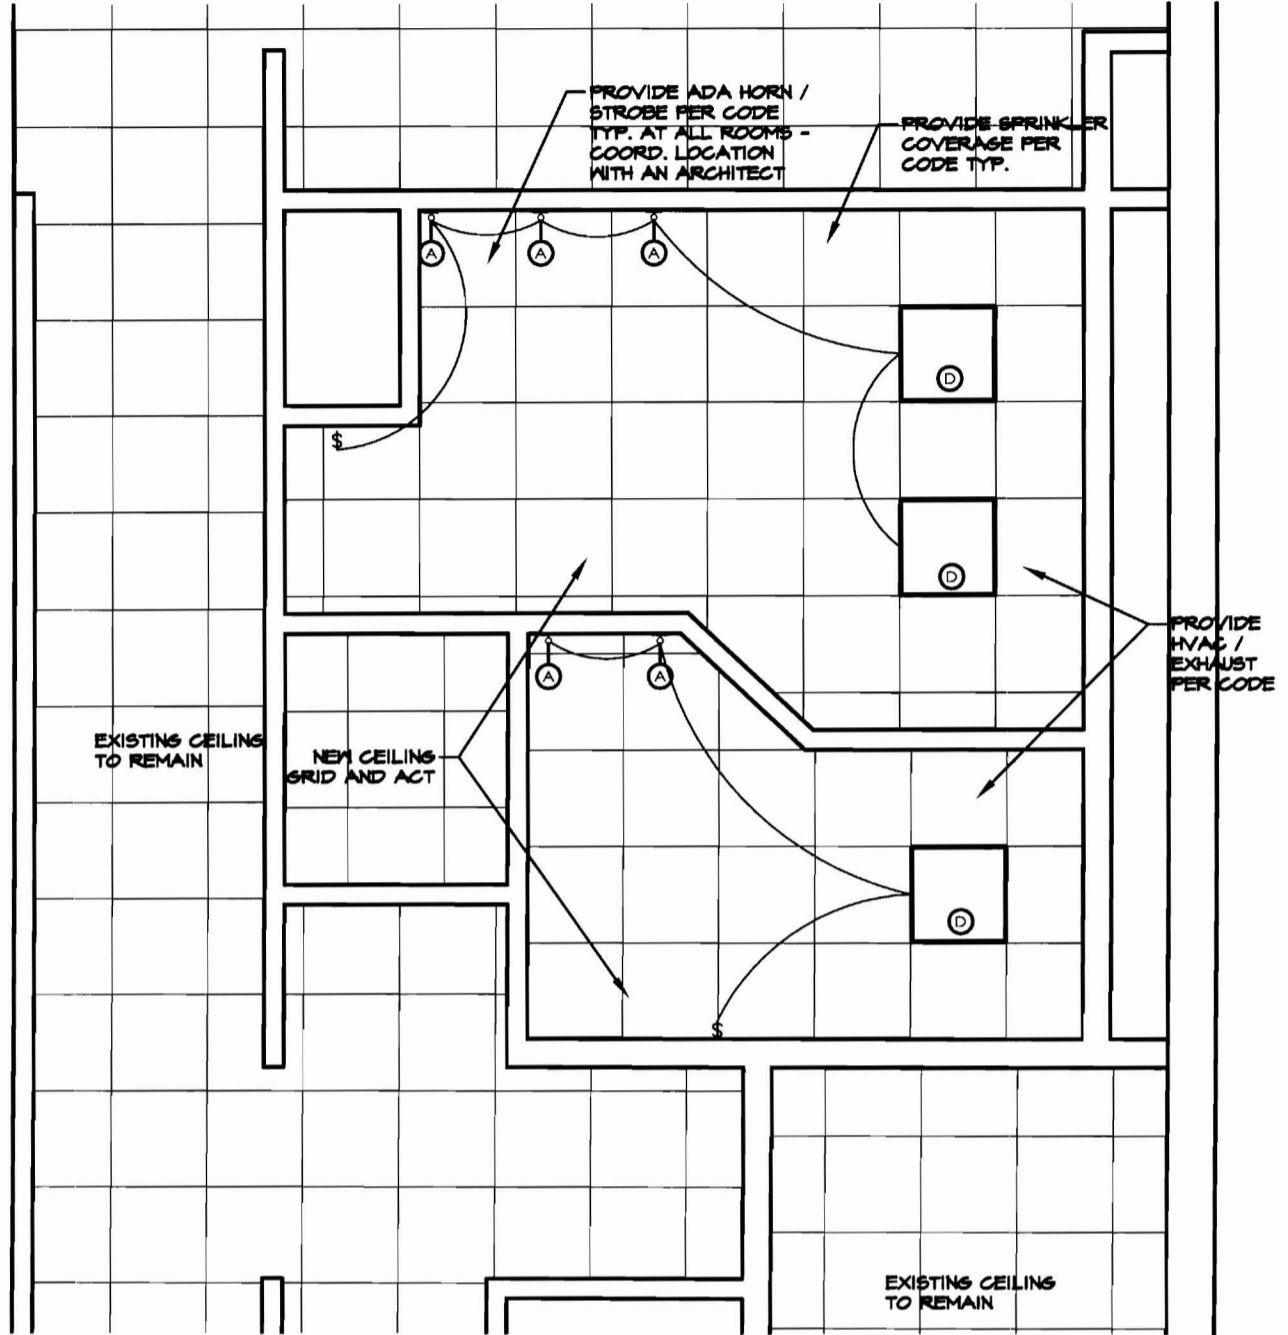 PROVIDE ADA HORN /
STROBE PER CODE
TYP. AT ALL ROOMS -
COORD. LOCATION
WITH AN ARCHITECT
PROVIDE SPRINKLER
COVERAGE PER
CODE TYP.
A
A
A
D
$
D
PROVIDE
HVAC /
EXHAUST
PER CODE
A
A
EXISTING CEILING
TO REMAIN
NEW CEILING
GRID AND ACT
D
$
EXISTING CEILING
TO REMAIN